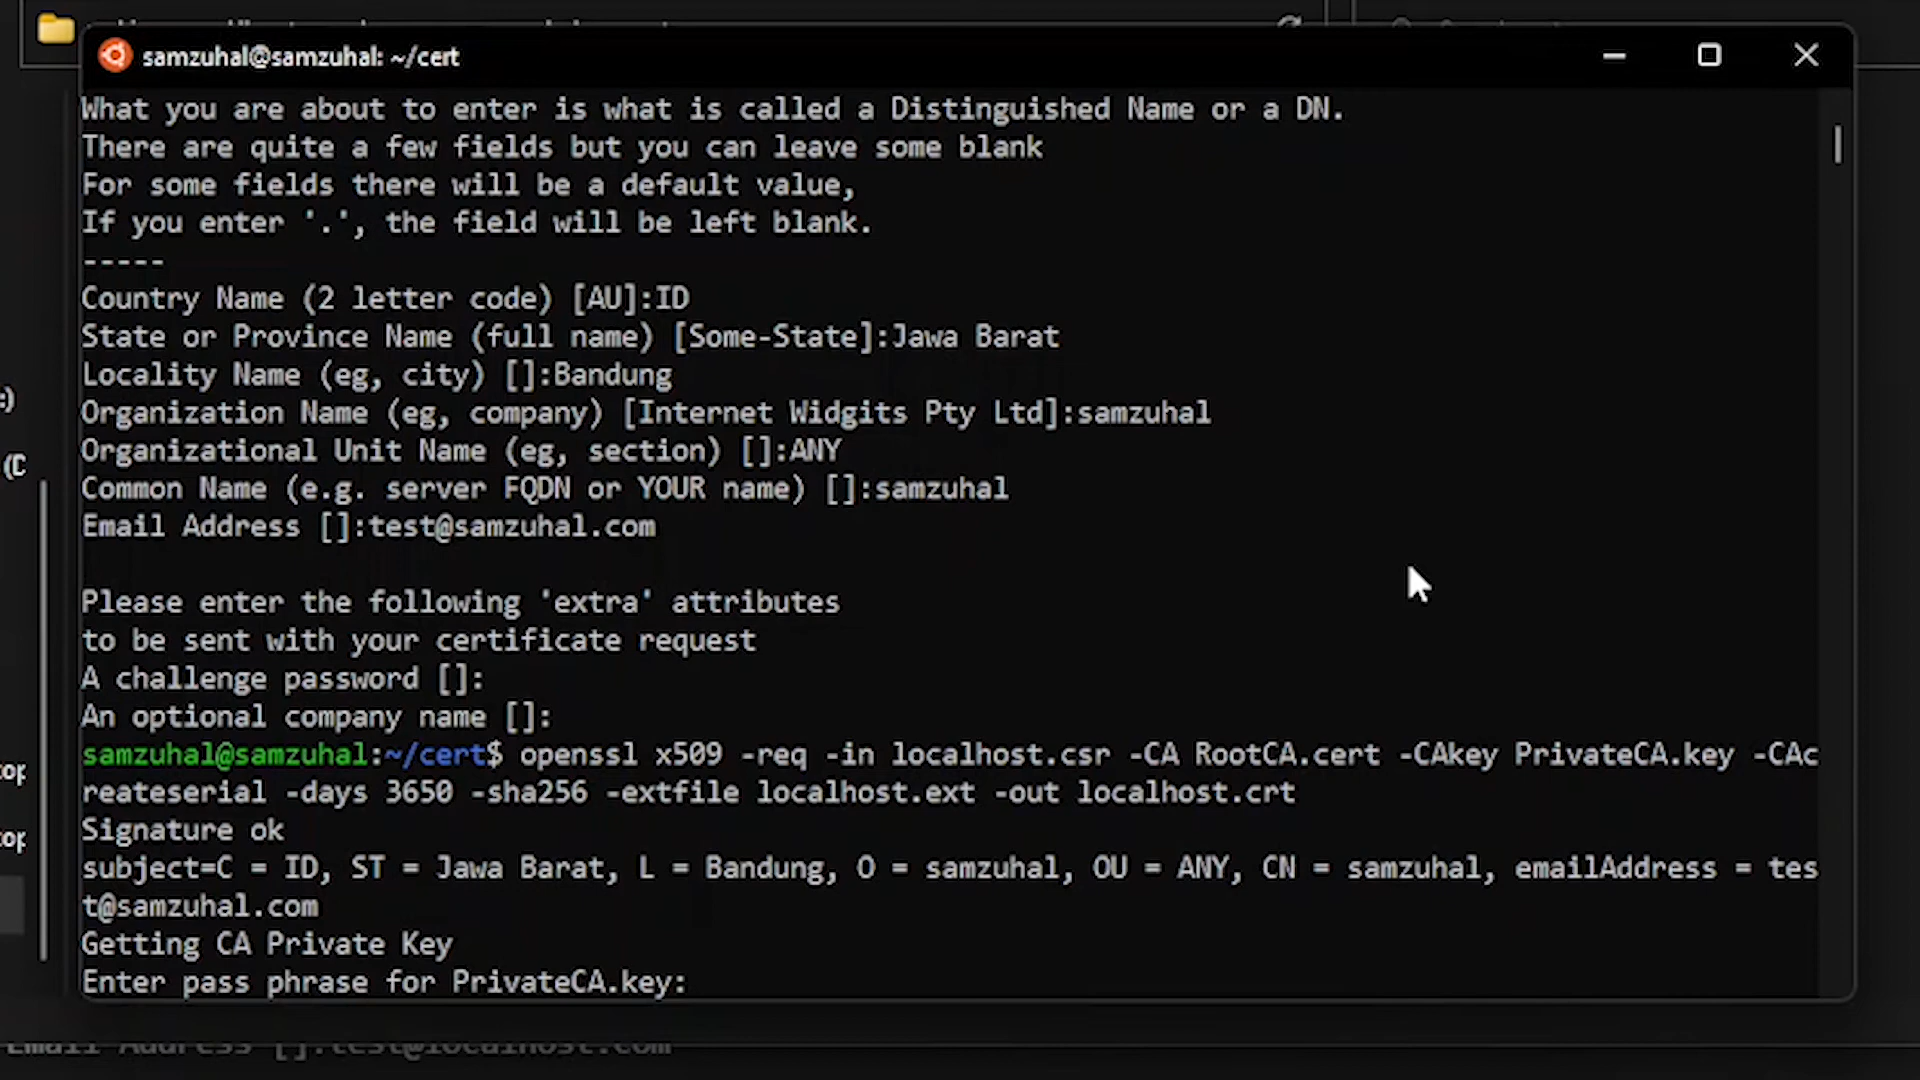 samzuhal@samzuhal: ~/cert
What you are about to enter is what is called a Distinguished Name or a DN.
There are quite a few fields but you can leave some blank
For some fields there will be a default value,
If you enter '.', the field will be left blank.
-----
Country Name (2 letter code) [AU]:ID
State or Province Name (full name) [Some-State]:Jawa Barat
Locality Name (eg, city) []:Bandung
Organization Name (eg, company) [Internet Widgits Pty Ltd]:samzuhal
Organizational Unit Name (eg, section) []:ANY
Common Name (e.g. server FQDN or YOUR name) []:samzuhal
Email Address []:test@samzuhal.com
Please enter the following 'extra' attributes
to be sent with your certificate request
A challenge password []:
An optional company name []:
samzuhal@samzuhal:~/cert$ openssl x509 -req -in localhost.csr -CA RootCA.cert -CAkey PrivateCA.key -CAc
reateserial -days 3650 -sha256 -extfile localhost.ext -out localhost.crt
Signature ok
subject=C = ID, ST = Jawa Barat, L = Bandung, O = samzuhal, OU = ANY, CN = samzuhal, emailAddress = tes
t@samzuhal.com
Getting CA Private Key
Enter pass phrase for PrivateCA.key:
Email Address []:test@localhost.com